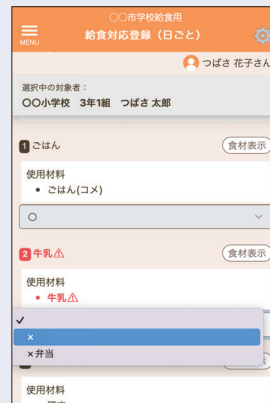 ○○市学校給食用
MENU
給食対応登録（日ごと）
つばさ 花子さん
選択中の対象者：
○○小学校 3年1組 つばさ 太郎
1 ごはん
食材表示
使用材料
• ごはん(コメ)
○
2 牛乳⚠
食材表示
使用材料
• 牛乳⚠
✓
×
×弁当
使用材料